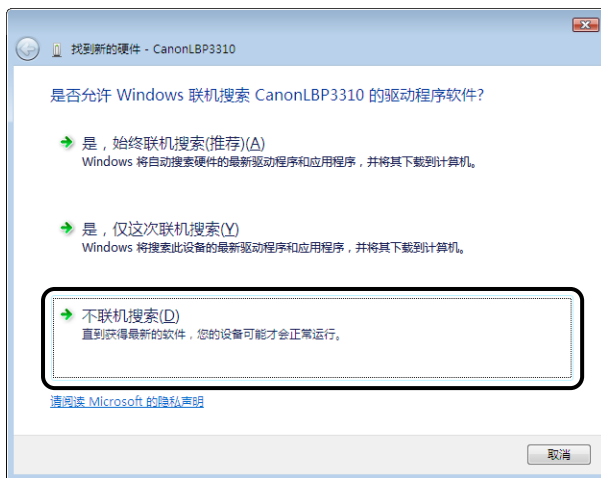 找到新的硬件 - CanonLBP3310
是否允许 Windows 联机搜索 CanonLBP3310 的驱动程序软件?
是，始终联机搜索(推荐)(A)
Windows 将自动搜索硬件的最新驱动程序和应用程序，并将其下载到计算机。
是，仅这次联机搜索(Y)
Windows 将搜索此设备的最新驱动程序和应用程序，并将其下载到计算机。
不联机搜索(D)
直到获得最新的软件，您的设备可能才会正常运行。
请阅读 Microsoft 的隐私声明
取消